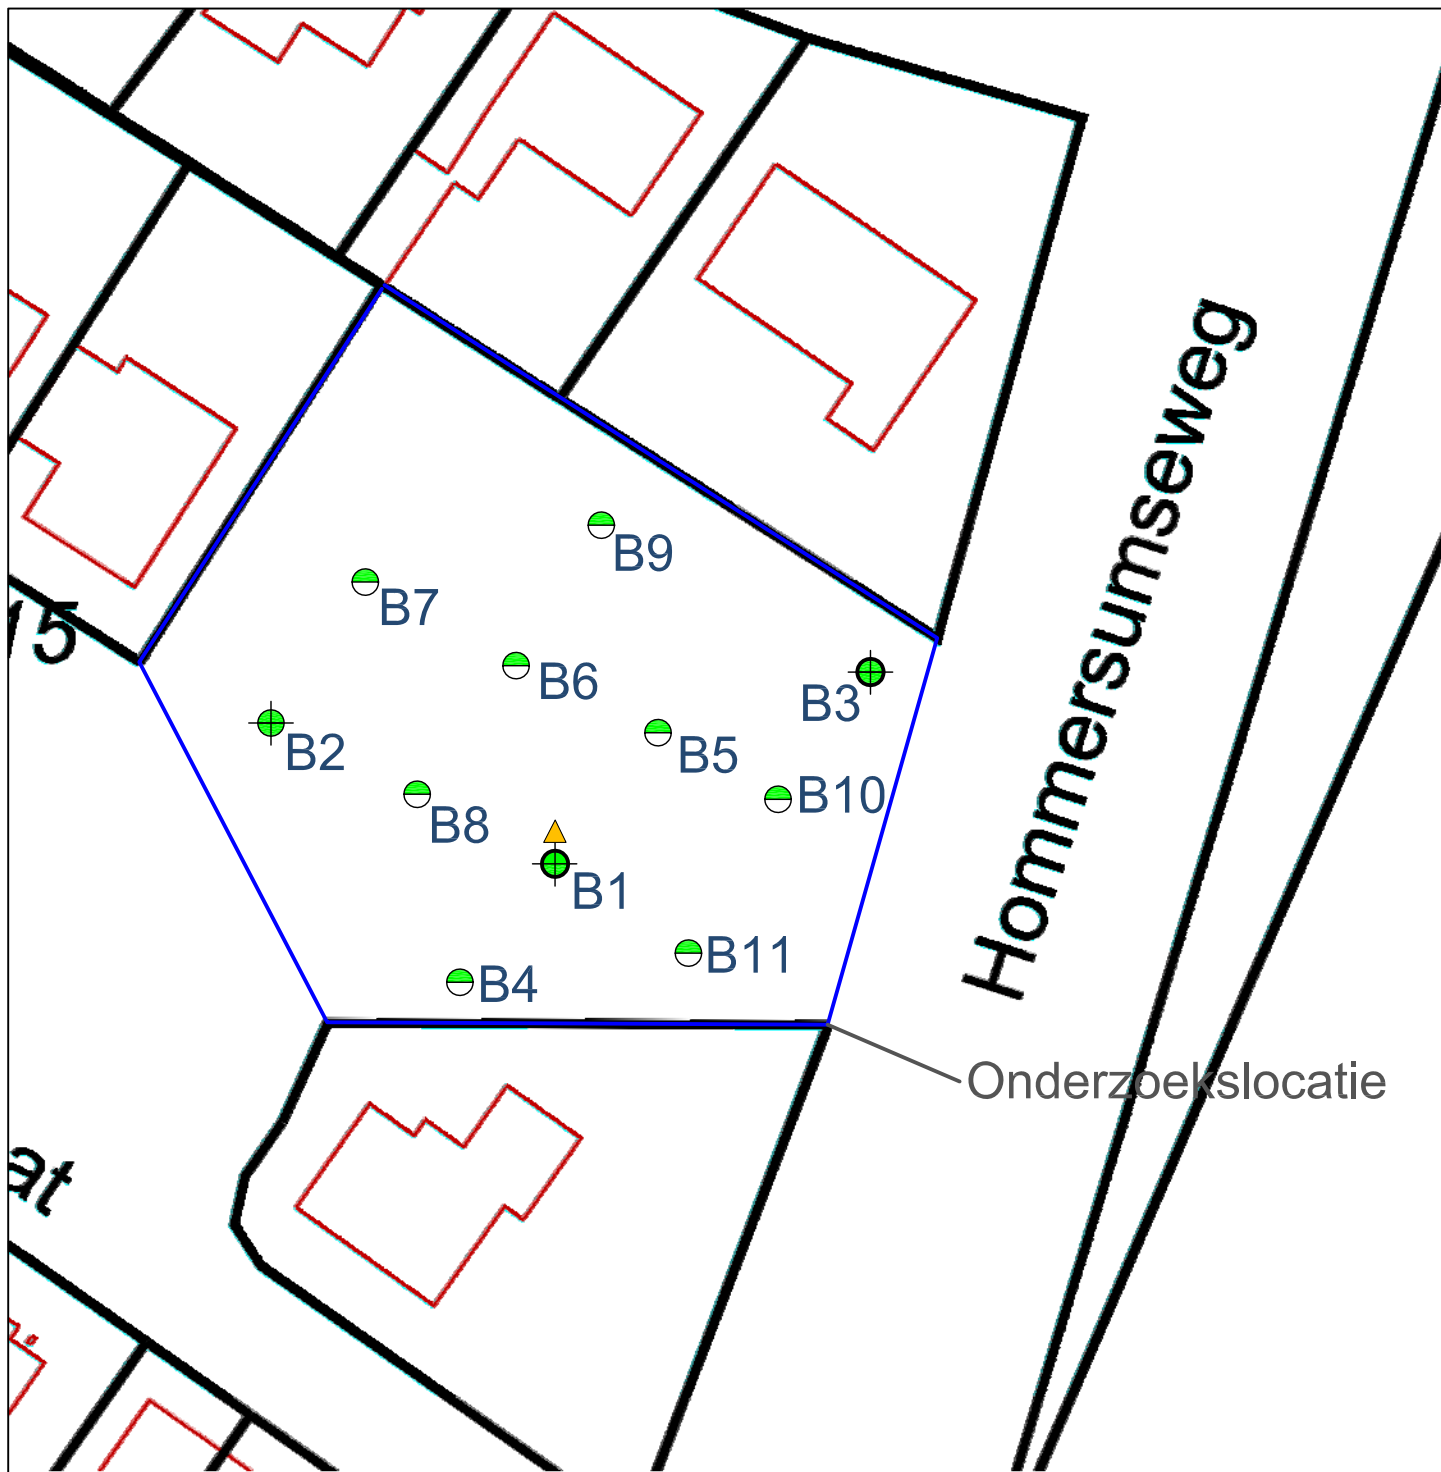 B9
B7
B6
B3
B2
B5
B10
B8
B1
B11
B4
15
Hommersumseweg
Onderzoekslocatie
at